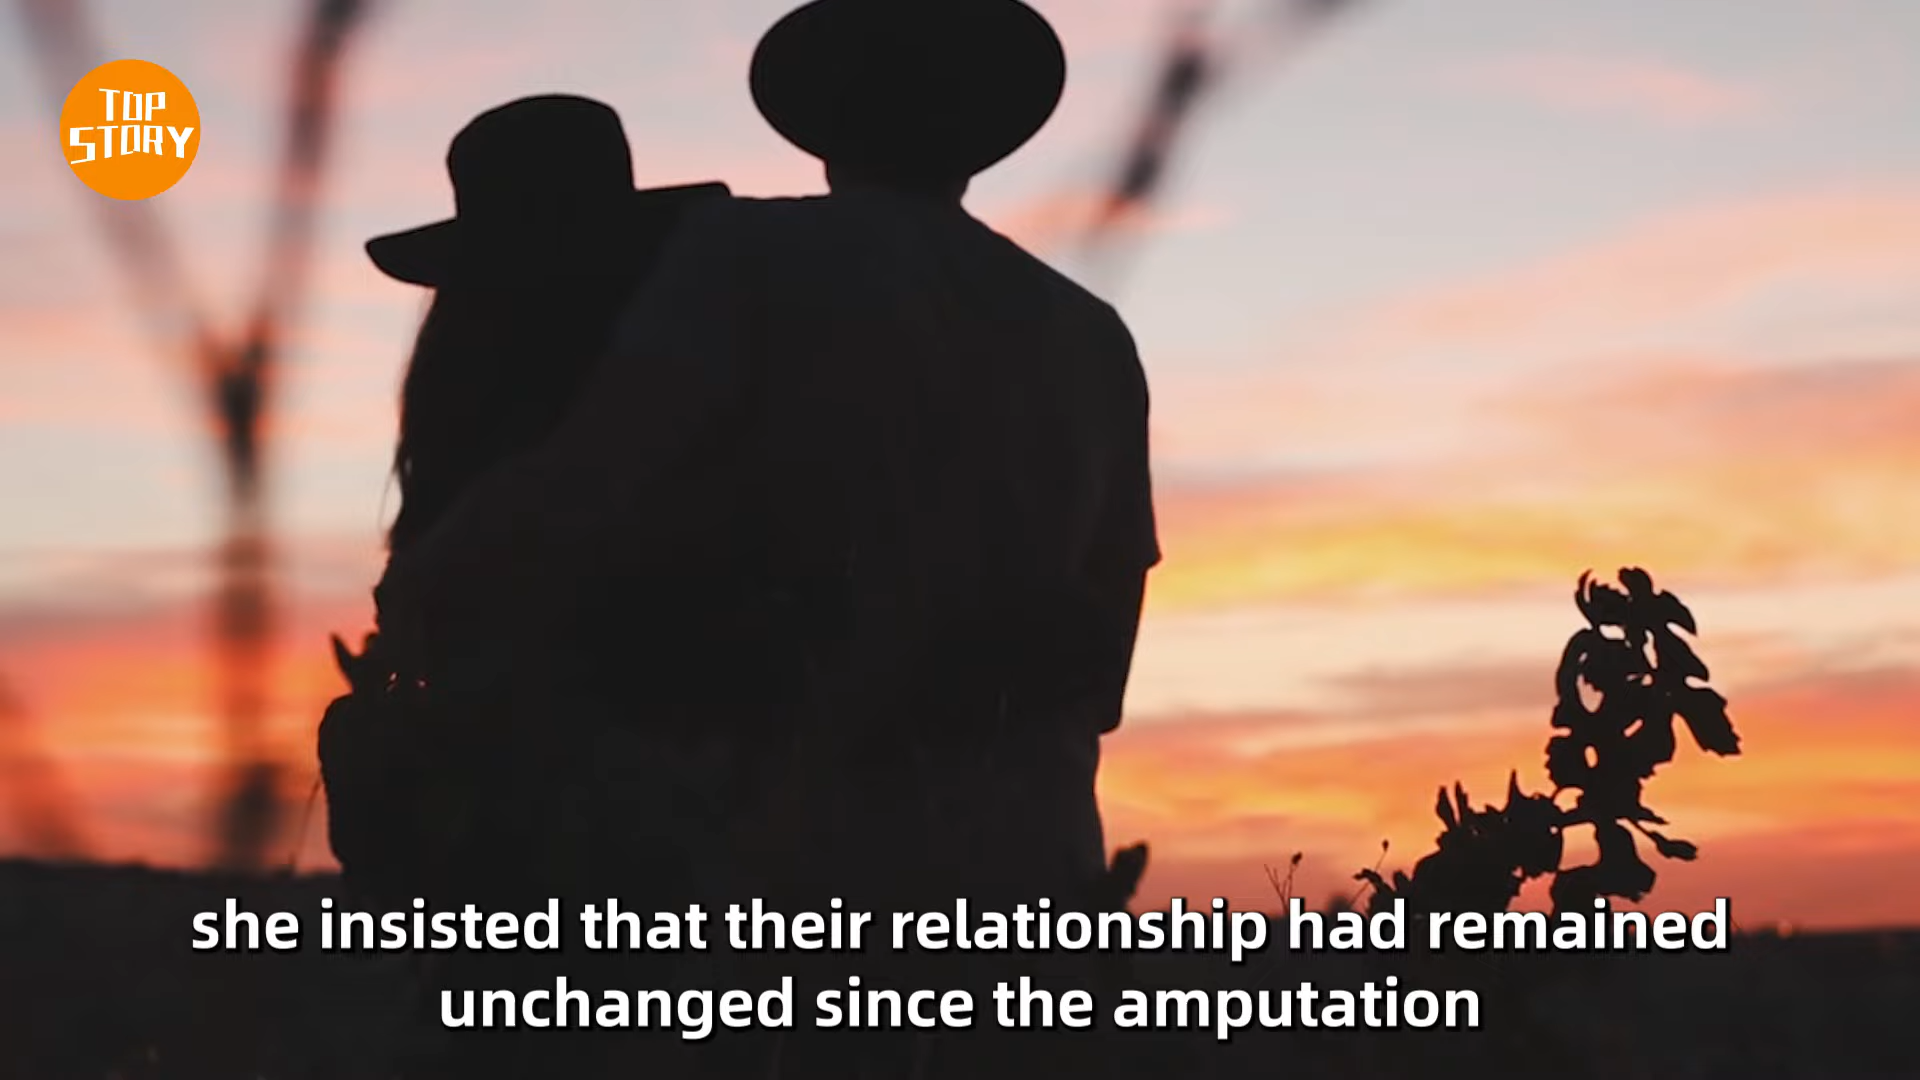 TOP
STORY
she insisted that their relationship had remained
unchanged since the amputation